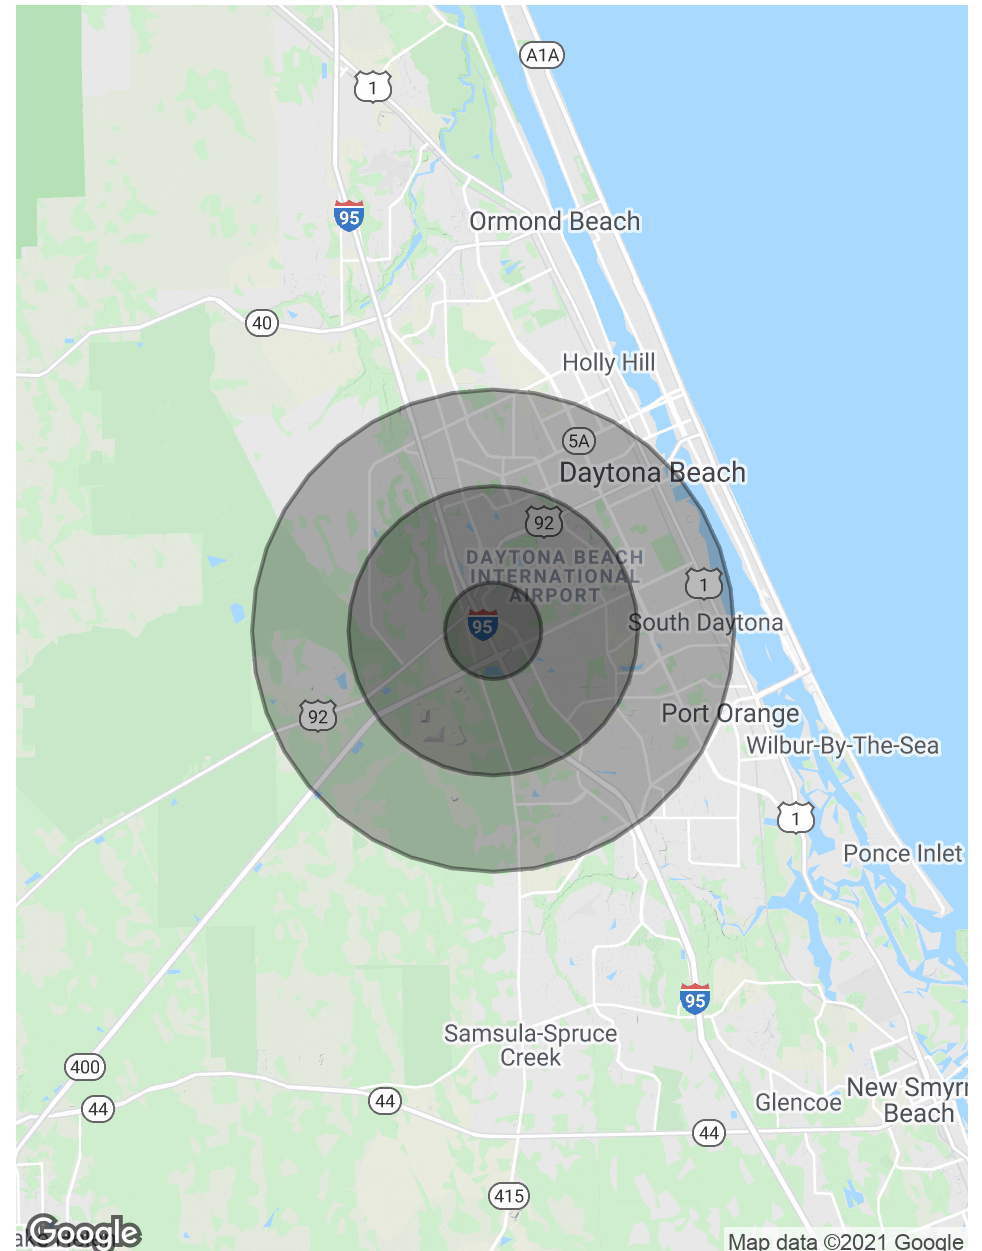 A1A
1
95
Ormond Beach
40
Holly Hill
5A
Daytona Beach
92
DAYTONA BEACH
INTERNATIONAL
AIRPORT
1
95
South Daytona
92
Port Orange
Wilbur-By-The-Sea
1
Ponce Inlet
95
Samsula-Spruce
Creek
400
44
44
Glencoe
New Smyrn
Beach
44
415
Google
Map data ©2021 Google